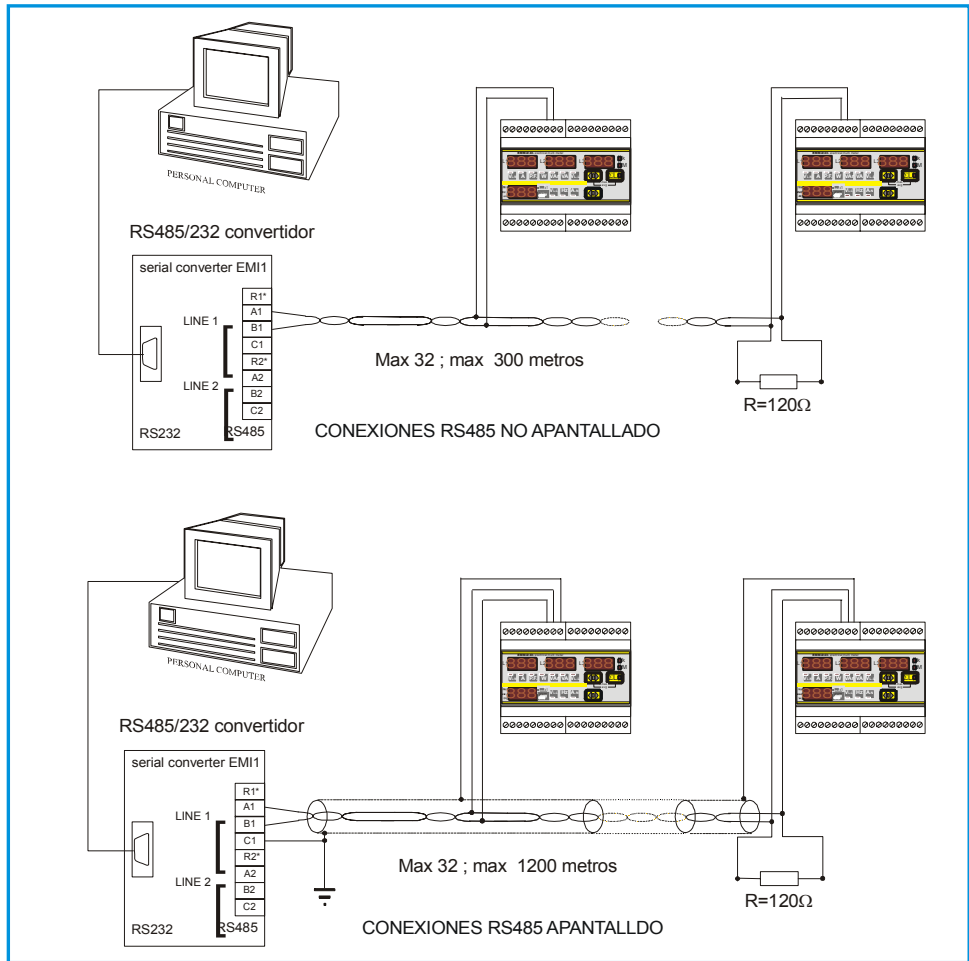 PERSONAL COMPUTER
RS485/232 convertidor
serial converter EMI1
R1*
A1
LINE 1
B1
C1
R2*
A2
LINE 2
B2
C2
RS232
RS485
Max 32 ; max 300 metros
R=120Ω
CONEXIONES RS485 NO APANTALLADO
PERSONAL COMPUTER
RS485/232 convertidor
serial converter EMI1
R1*
A1
LINE 1
B1
C1
R2*
A2
LINE 2
B2
C2
RS232
RS485
Max 32 ; max 1200 metros
R=120Ω
CONEXIONES RS485 APANTALLDO